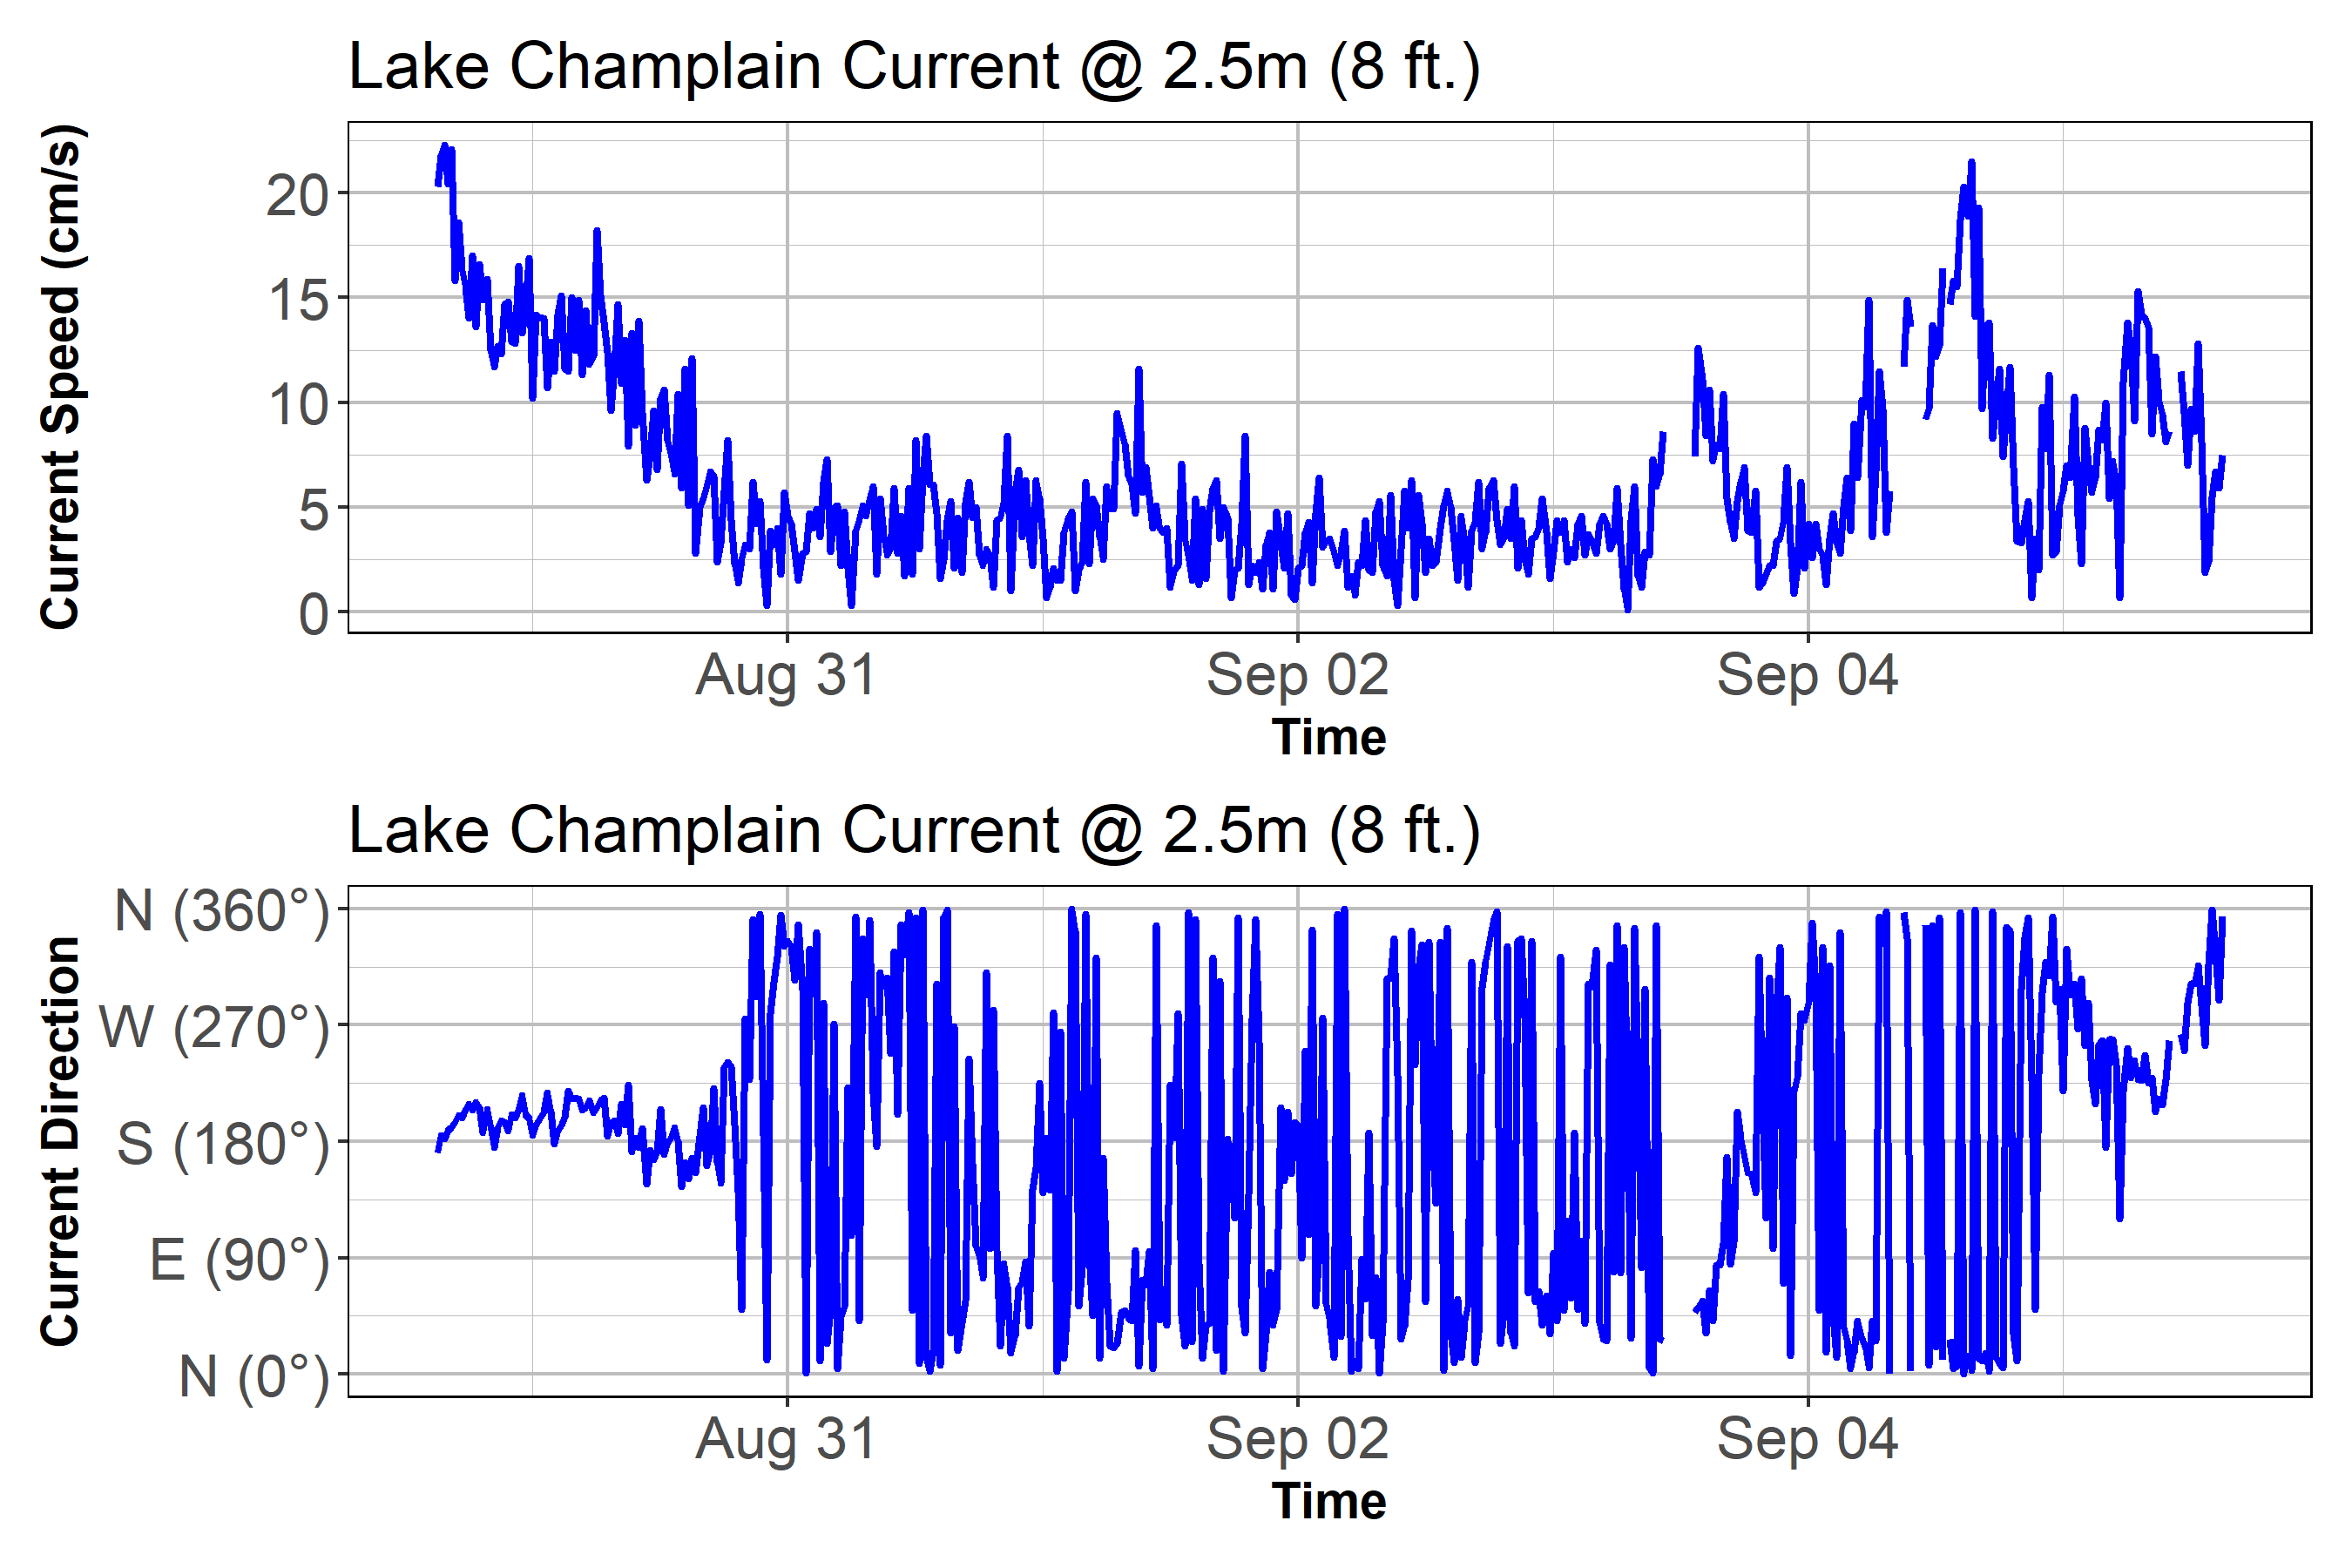 Lake Champlain Current @ 2.5m (8 ft.)
Current Speed (cm/s)
20
15
10
5
0
Aug 31
Sep 02
Sep 04
Time
Lake Champlain Current @ 2.5m (8 ft.)
Current Direction
N (360°)
W (270°)
S (180°)
E (90°)
N (0°)
Aug 31
Sep 02
Sep 04
Time